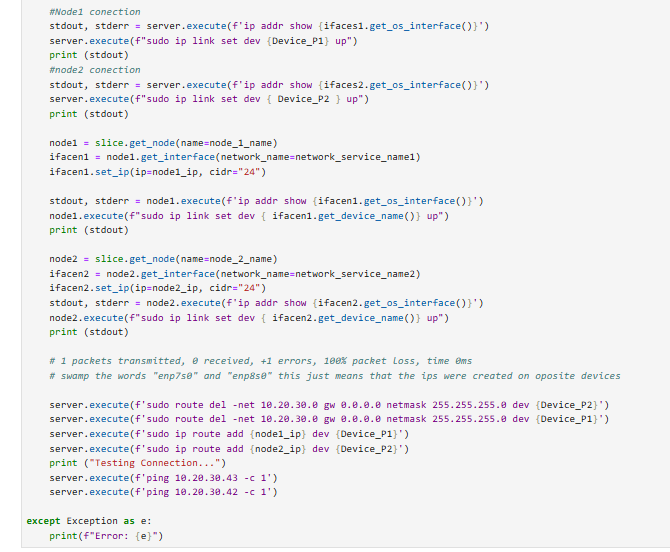 #Node1 conection
stdout, stderr = server.execute(f'ip addr show {ifaces1.get_os_interface()}')
server.execute(f"sudo ip link set dev {Device_P1} up")
print (stdout)
#node2 conection
stdout, stderr = server.execute(f'ip addr show {ifaces2.get_os_interface()}')
server.execute(f"sudo ip link set dev { Device_P2 } up")
print (stdout)
node1 = slice.get_node(name=node_1_name)
ifacen1 = node1.get_interface(network_name=network_service_name1)
ifacen1.set_ip(ip=node1_ip, cidr="24")
stdout, stderr = node1.execute(f'ip addr show {ifacen1.get_os_interface()}')
node1.execute(f"sudo ip link set dev { ifacen1.get_device_name()} up")
print (stdout)
node2 = slice.get_node(name=node_2_name)
ifacen2 = node2.get_interface(network_name=network_service_name2)
ifacen2.set_ip(ip=node2_ip, cidr="24")
stdout, stderr = node2.execute(f'ip addr show {ifacen2.get_os_interface()}')
node2.execute(f"sudo ip link set dev { ifacen2.get_device_name()} up")
print (stdout)
# 1 packets transmitted, 0 received, +1 errors, 100% packet loss, time 0ms
# swamp the words "enp7s0" and "enp8s0" this just means that the ips were created on oposite devices
server.execute(f'sudo route del -net 10.20.30.0 gw 0.0.0.0 netmask 255.255.255.0 dev {Device_P2}')
server.execute(f'sudo route del -net 10.20.30.0 gw 0.0.0.0 netmask 255.255.255.0 dev {Device_P1}')
server.execute(f'sudo ip route add {node1_ip} dev {Device_P1}')
server.execute(f'sudo ip route add {node2_ip} dev {Device_P2}')
print ("Testing Connection...")
server.execute(f'ping 10.20.30.43 -c 1')
server.execute(f'ping 10.20.30.42 -c 1')
except Exception as e:
print(f"Error: {e}")